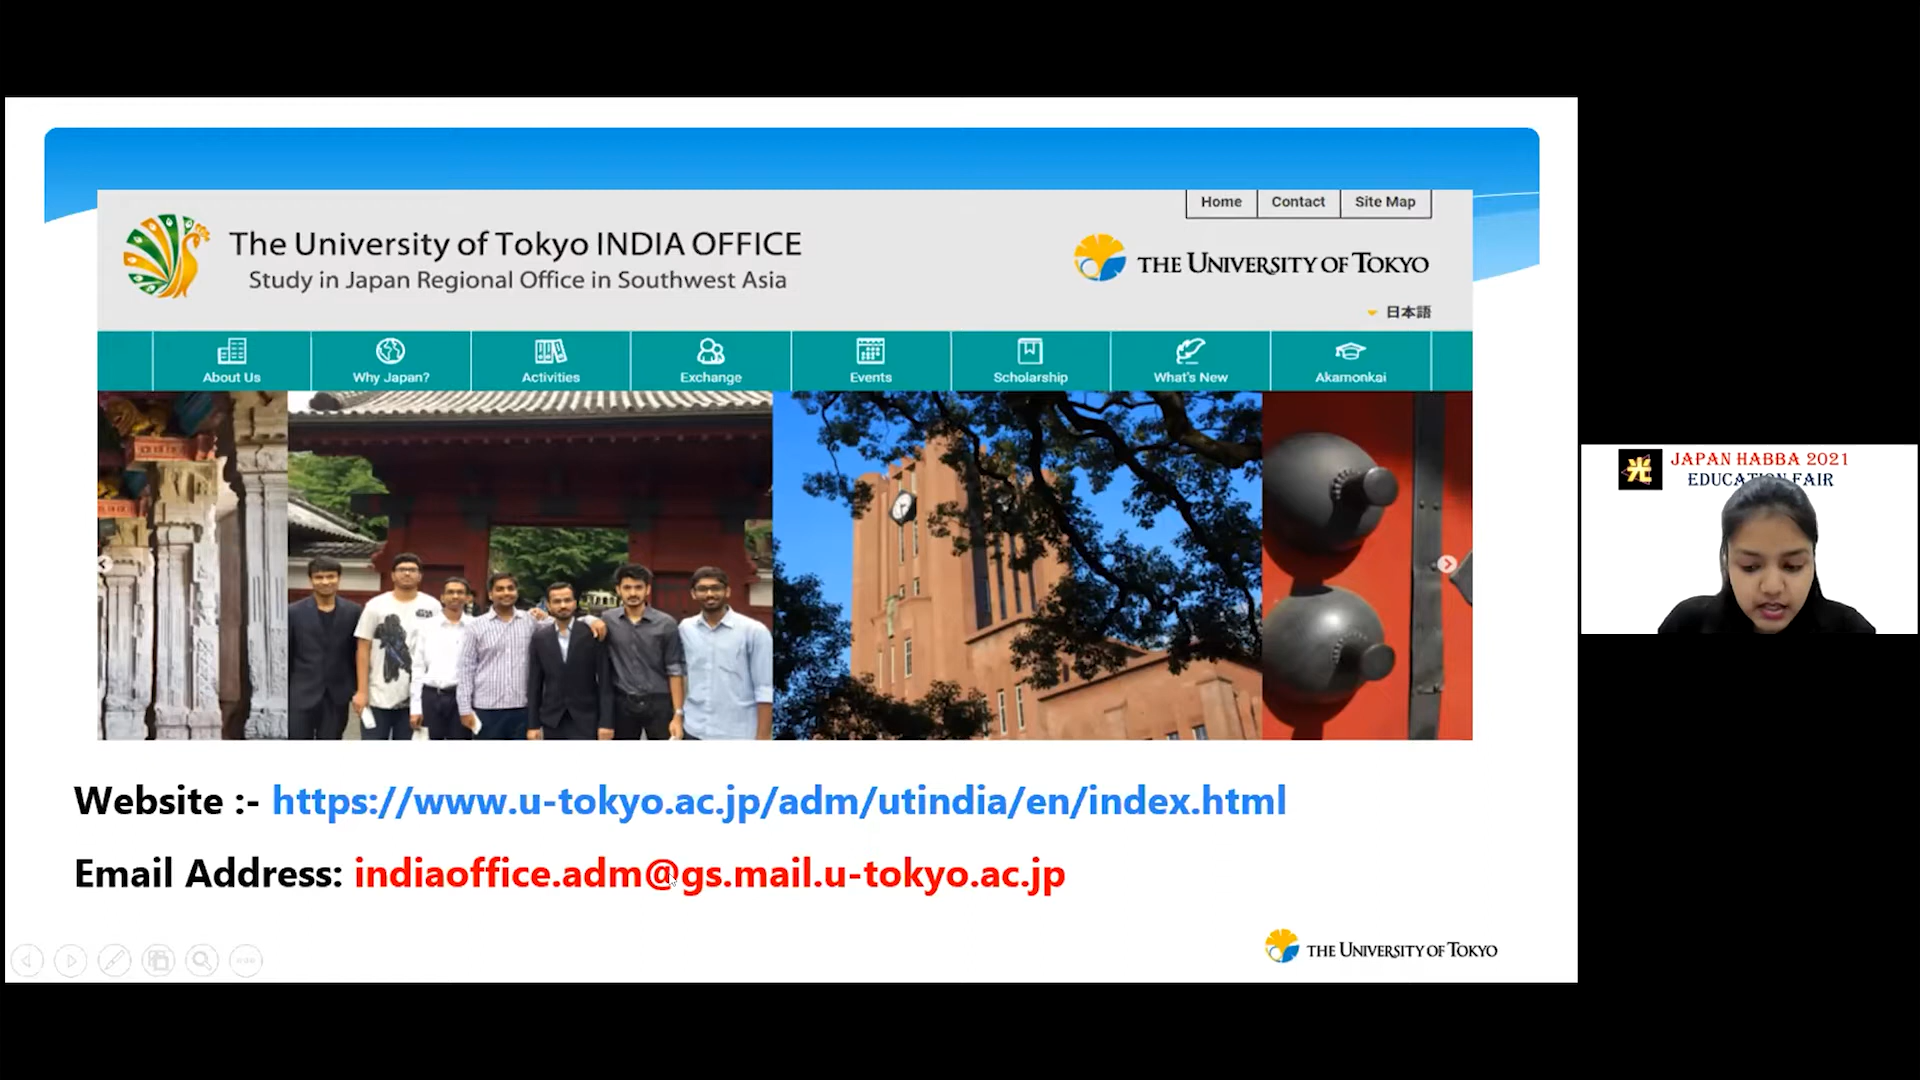 Home Contact Site Map
The University of Tokyo INDIA OFFICE
Study in Japan Regional Office in Southwest Asia
THE UNIVERSITY OF TOKYO
日本語
About Us Why Japan? Activities Exchange Events Scholarship What's New Akamonkai
Website :- https://www.u-tokyo.ac.jp/adm/utindia/en/index.html
Email Address: indiaoffice.adm@gs.mail.u-tokyo.ac.jp
THE UNIVERSITY OF TOKYO
光 JAPAN HABBA 2021
EDUCATION FAIR